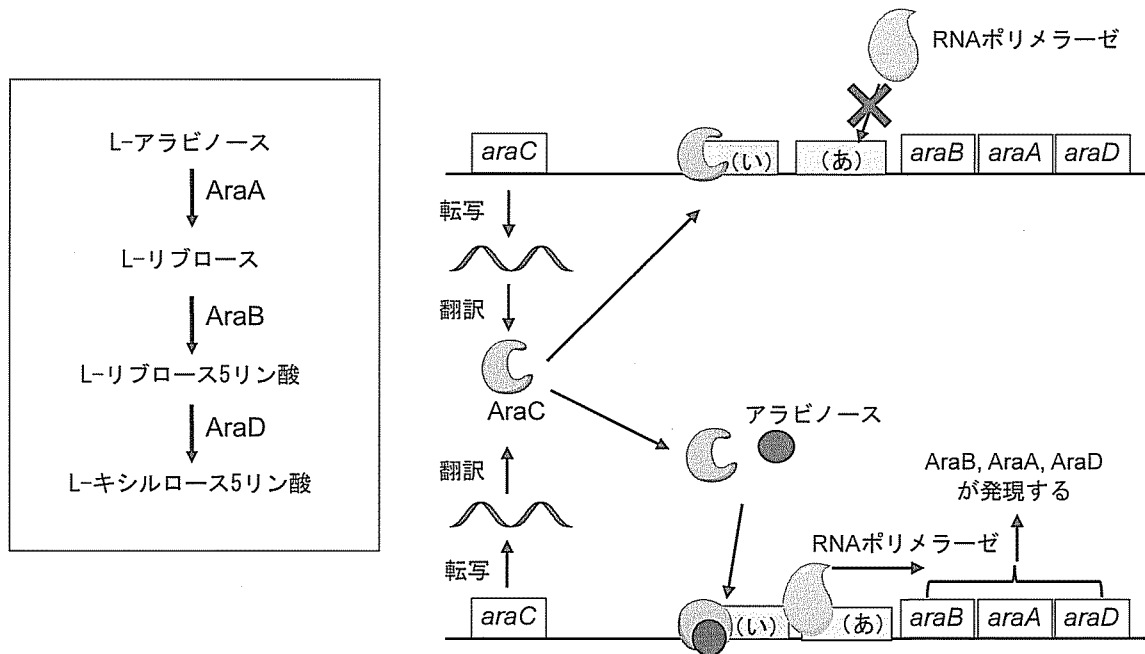 L-アラビノース
AraA
L-リブロース
AraB
L-リブロース5リン酸
AraD
L-キシルロース5リン酸
RNAポリメラーゼ
araC
(い)
(あ)
araB
araA
araD
転写
翻訳
AraC
アラビノース
翻訳
転写
AraB, AraA, AraD
が発現する
RNAポリメラーゼ
araC
(い)
(あ)
araB
araA
araD